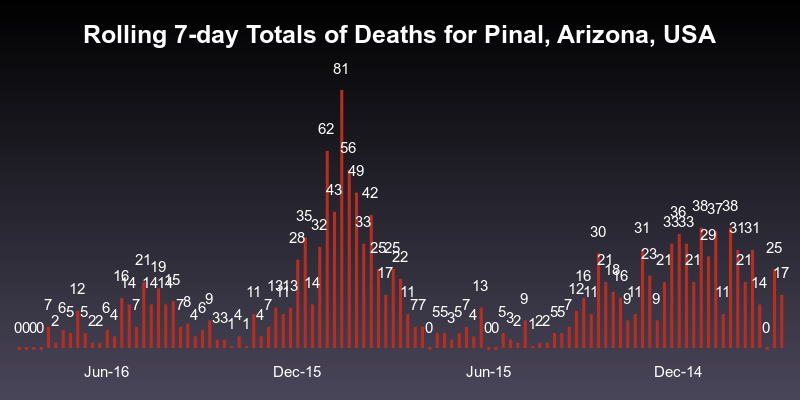 Rolling 7-day Totals of Deaths for Pinal, Arizona, USA
0 0 0 0 7 2 6 5 12 5 2 2 6 4 16 14 7 21 14 19 14 15 7 8 4 6 9 3 3 1 4 1 11 4 7 13 11 13 28 35 14 32 62 43 81 56 49 33 42 25 17 25 22 11 7 7 0 5 5 3 5 7 4 13 0 0 5 3 2 9 1 2 2 5 5 7 12 16 11 30 21 18 16 9 11 31 23 9 21 33 36 33 21 38 29 37 11 38 31 21 31 14 0 25 17
Jun-16 Dec-15 Jun-15 Dec-14